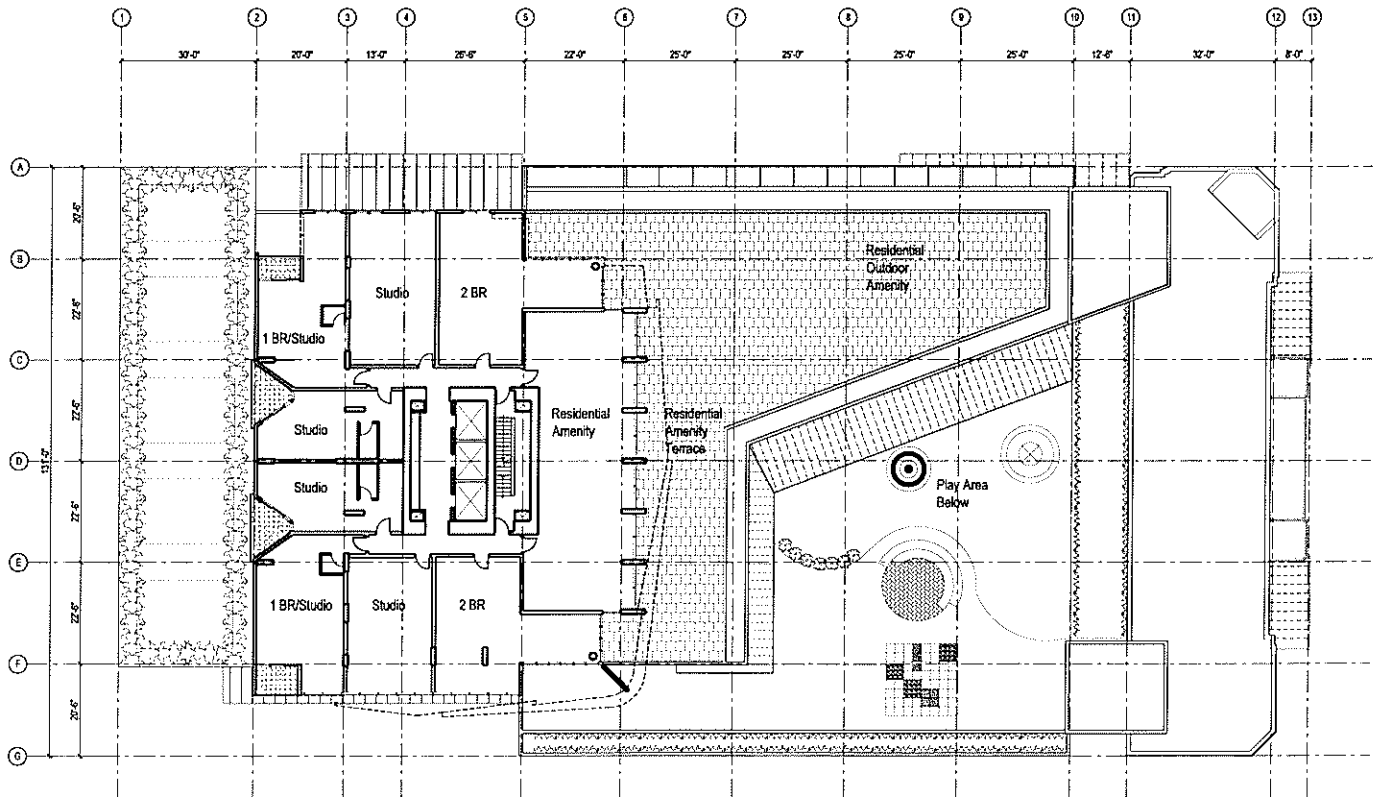 1 2 3 4 5 6 7 8 9 10 11 12 13
30'-0" 20'-0" 13'-0" 26'-6" 22'-0" 25'-0" 25'-0" 25'-0" 25'-0" 12'-6" 32'-0" 8'-0"
A
20'-6"
B
Residential
Outdoor
Amenity
Studio
2 BR
22'-6"
1 BR/Studio
C
22'-6"
Studio
Residential
Amenity
Residential
Amenity
Terrace
D
Studio
Play Area
Below
22'-6"
E
1 BR/Studio
Studio
2 BR
22'-6"
F
20'-6"
G